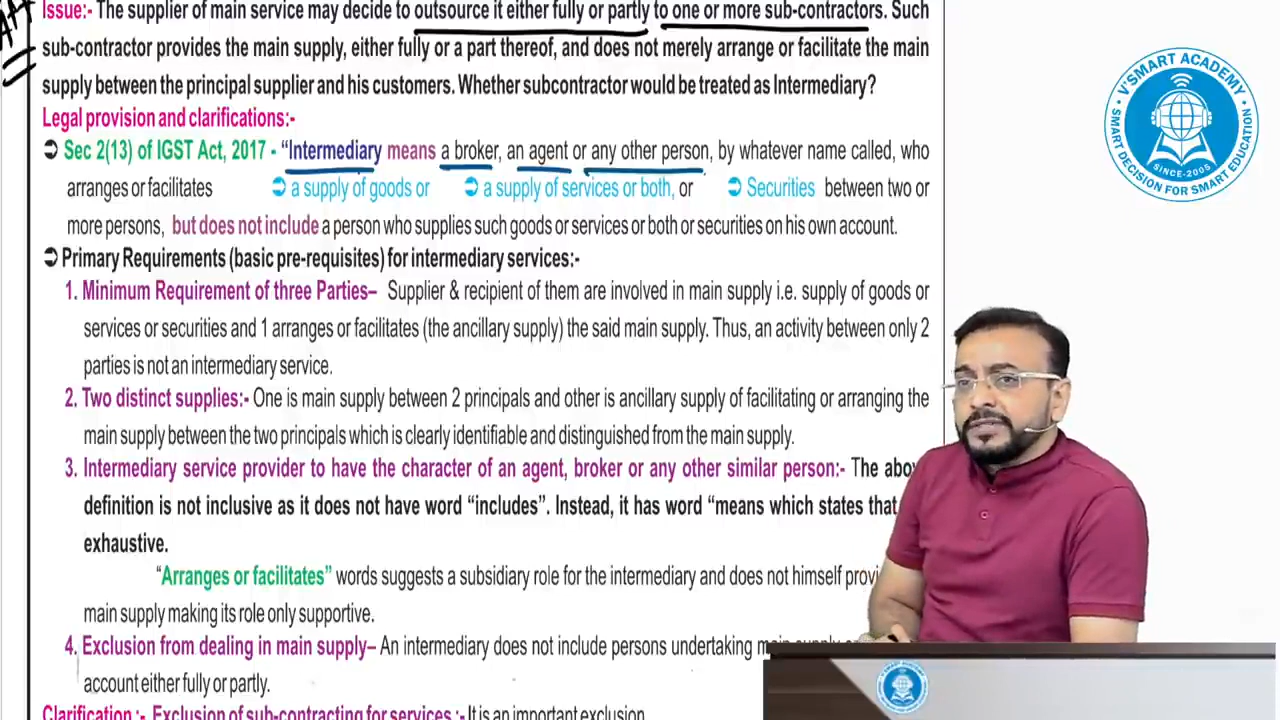 Issue:- The supplier of main service may decide to outsource it either fully or partly to one or more sub-contractors. Such
sub-contractor provides the main supply, either fully or a part thereof, and does not merely arrange or facilitate the main
supply between the principal supplier and his customers. Whether subcontractor would be treated as Intermediary?
Legal provision and clarifications:-
➲ Sec 2(13) of IGST Act, 2017 - “Intermediary means a broker, an agent or any other person, by whatever name called, who
arranges or facilitates ➲ a supply of goods or ➲ a supply of services or both, or ➲ Securities between two or
more persons, but does not include a person who supplies such goods or services or both or securities on his own account.
➲ Primary Requirements (basic pre-requisites) for intermediary services:-
1. Minimum Requirement of three Parties– Supplier & recipient of them are involved in main supply i.e. supply of goods or
services or securities and 1 arranges or facilitates (the ancillary supply) the said main supply. Thus, an activity between only 2
parties is not an intermediary service.
2. Two distinct supplies:- One is main supply between 2 principals and other is ancillary supply of facilitating or arranging the
main supply between the two principals which is clearly identifiable and distinguished from the main supply.
3. Intermediary service provider to have the character of an agent, broker or any other similar person:- The
definition is not inclusive as it does not have word “includes”. Instead, it has word “means which states that
exhaustive.
“Arranges or facilitates” words suggests a subsidiary role for the intermediary and does not himself
main supply making its role only supportive.
4. Exclusion from dealing in main supply– An intermediary does not include persons undertaking
account either fully or partly.
Clarification :- Exclusion of sub-contracting for services :- It is an important exclusion
V'SMART ACADEMY
SINCE-2005
SMART DECISION FOR SMART EDUCATION